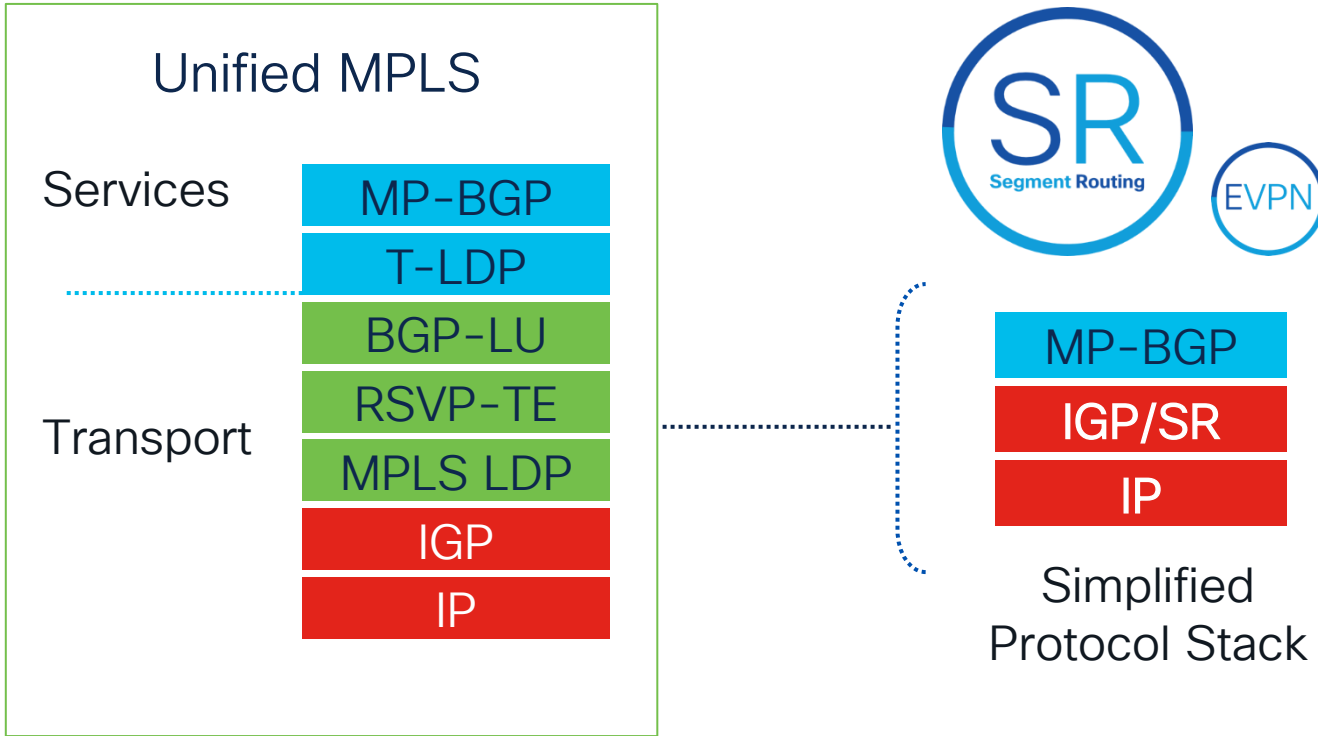 Unified MPLS
Services
MP-BGP
T-LDP
BGP-LU
Transport
RSVP-TE
MPLS LDP
IGP
IP
SR
Segment Routing
EVPN
MP-BGP
IGP/SR
IP
Simplified
Protocol Stack